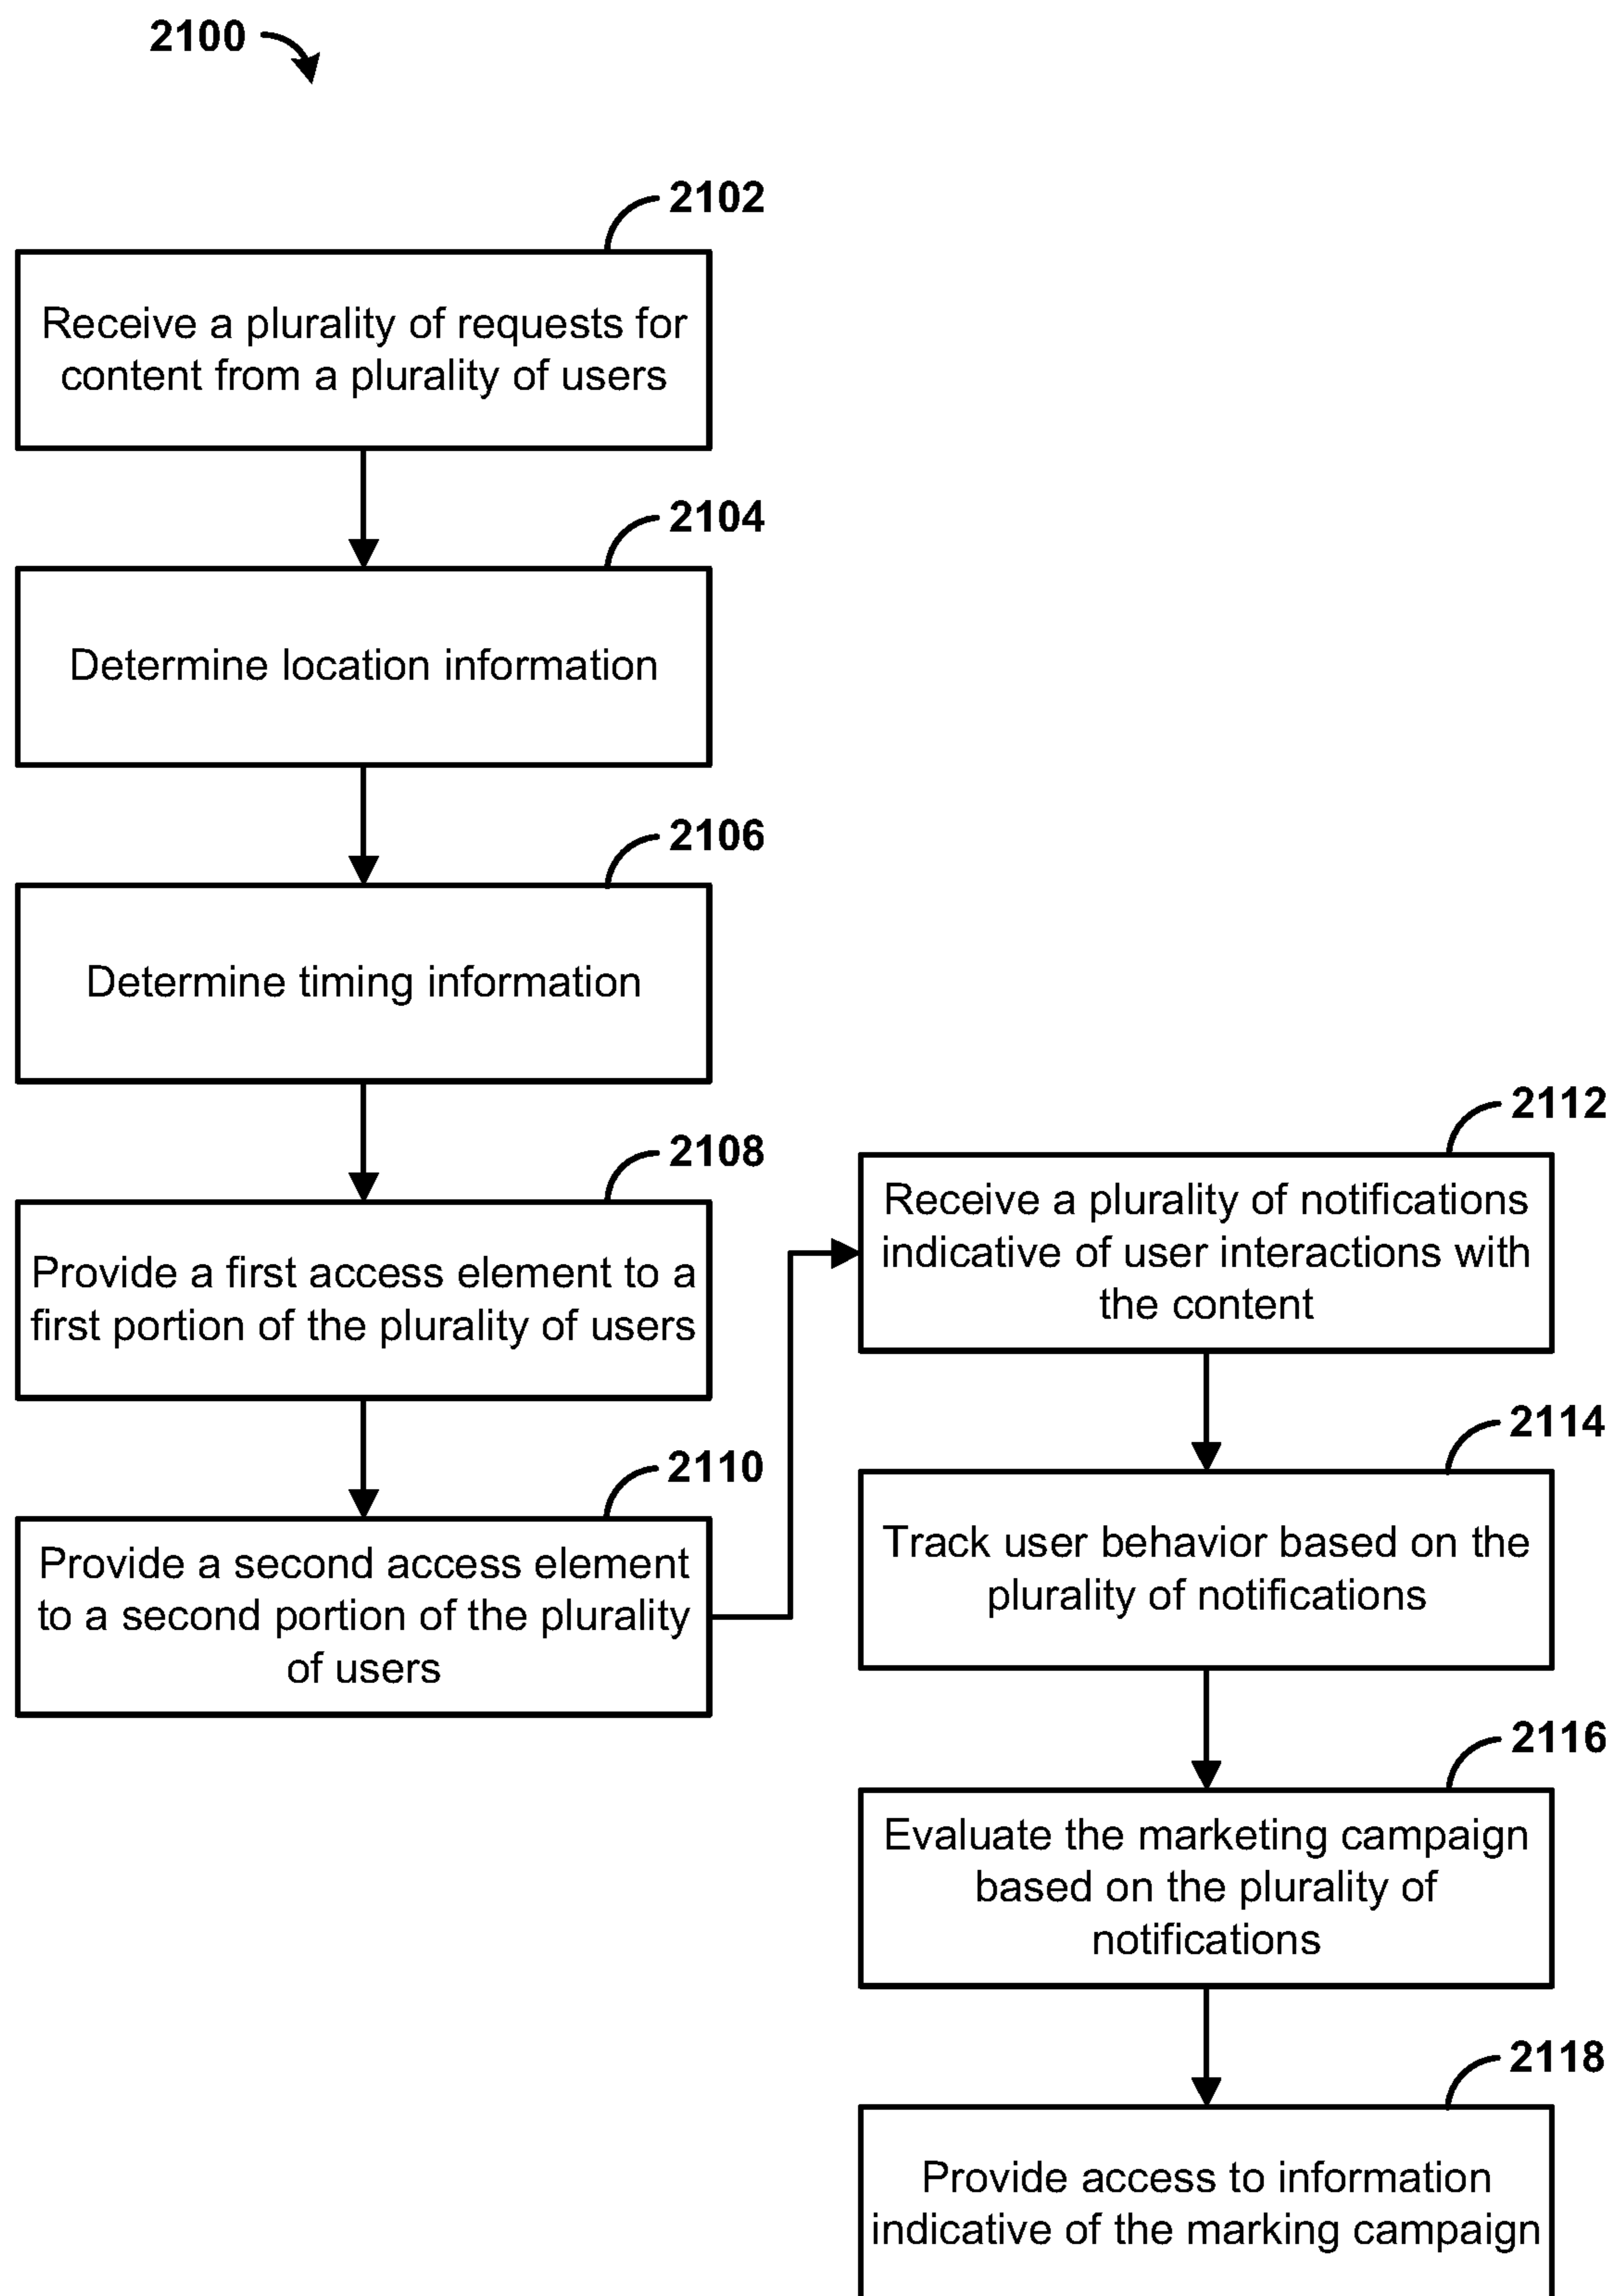 2100
2102
Receive a plurality of requests for
content from a plurality of users
2104
Determine location information
2106
Determine timing information
2108
Provide a first access element to a
first portion of the plurality of users
2110
Provide a second access element
to a second portion of the plurality
of users
2112
Receive a plurality of notifications
indicative of user interactions with
the content
2114
Track user behavior based on the
plurality of notifications
2116
Evaluate the marketing campaign
based on the plurality of
notifications
2118
Provide access to information
indicative of the marking campaign